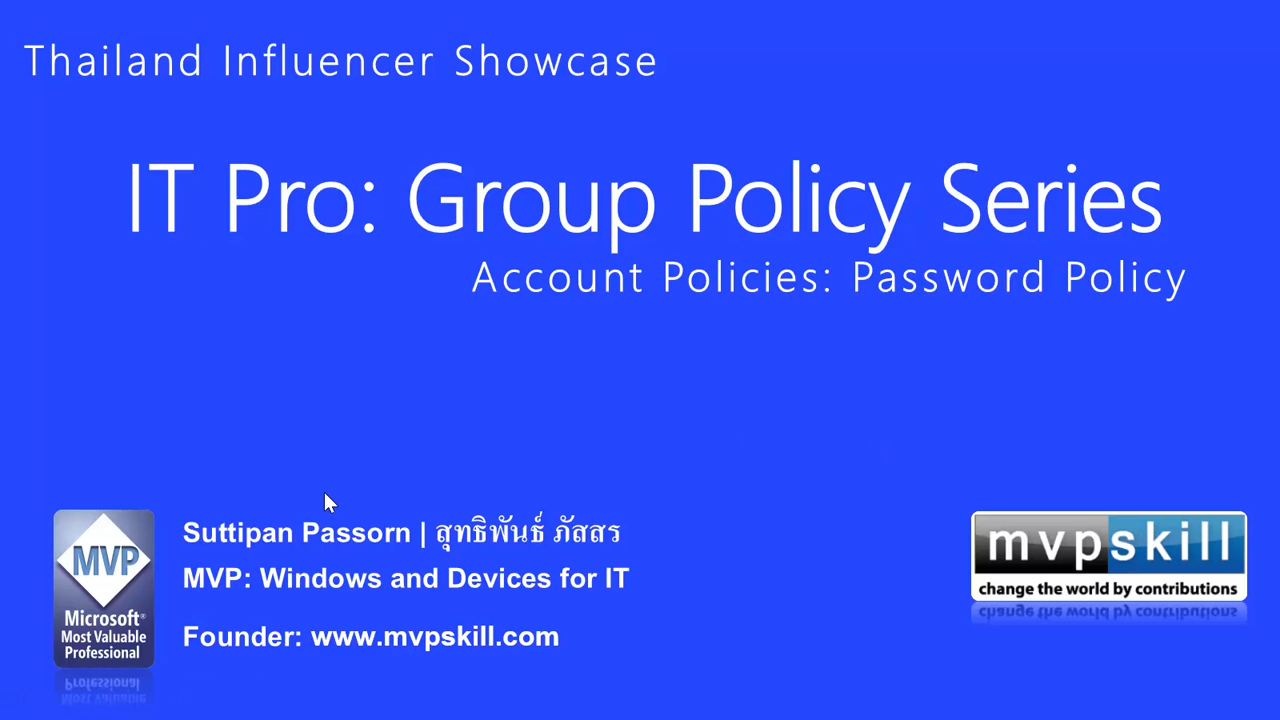 Thailand Influencer Showcase
IT Pro: Group Policy Series
Account Policies: Password Policy
MVP
Microsoft®
Most Valuable
Professional
Suttipan Passorn | สุทธิพันธ์ ภัสสร
MVP: Windows and Devices for IT
Founder: www.mvpskill.com
mvpskill
change the world by contributions